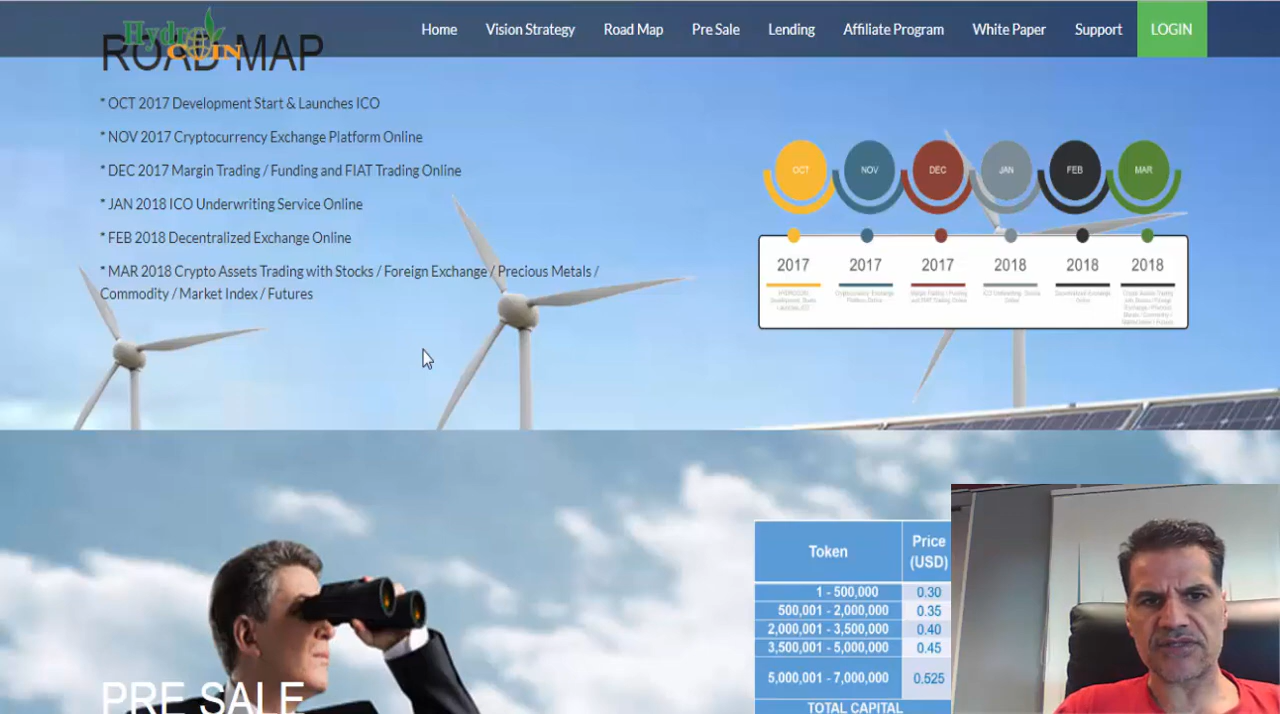 Hydro
COIN
Home
Vision Strategy
Road Map
Pre Sale
Lending
Affiliate Program
White Paper
Support
LOGIN
ROAD MAP
* OCT 2017 Development Start & Launches ICO
* NOV 2017 Cryptocurrency Exchange Platform Online
* DEC 2017 Margin Trading / Funding and FIAT Trading Online
* JAN 2018 ICO Underwriting Service Online
* FEB 2018 Decentralized Exchange Online
* MAR 2018 Crypto Assets Trading with Stocks / Foreign Exchange / Precious Metals /
Commodity / Market Index / Futures
OCT
NOV
DEC
JAN
FEB
MAR
2017
2017
2017
2018
2018
2018
PRE SALE
Token
Price
(USD)
1 - 500,000 0.30
500,001 - 2,000,000 0.35
2,000,001 - 3,500,000 0.40
3,500,001 - 5,000,000 0.45
5,000,001 - 7,000,000 0.525
TOTAL CAPITAL